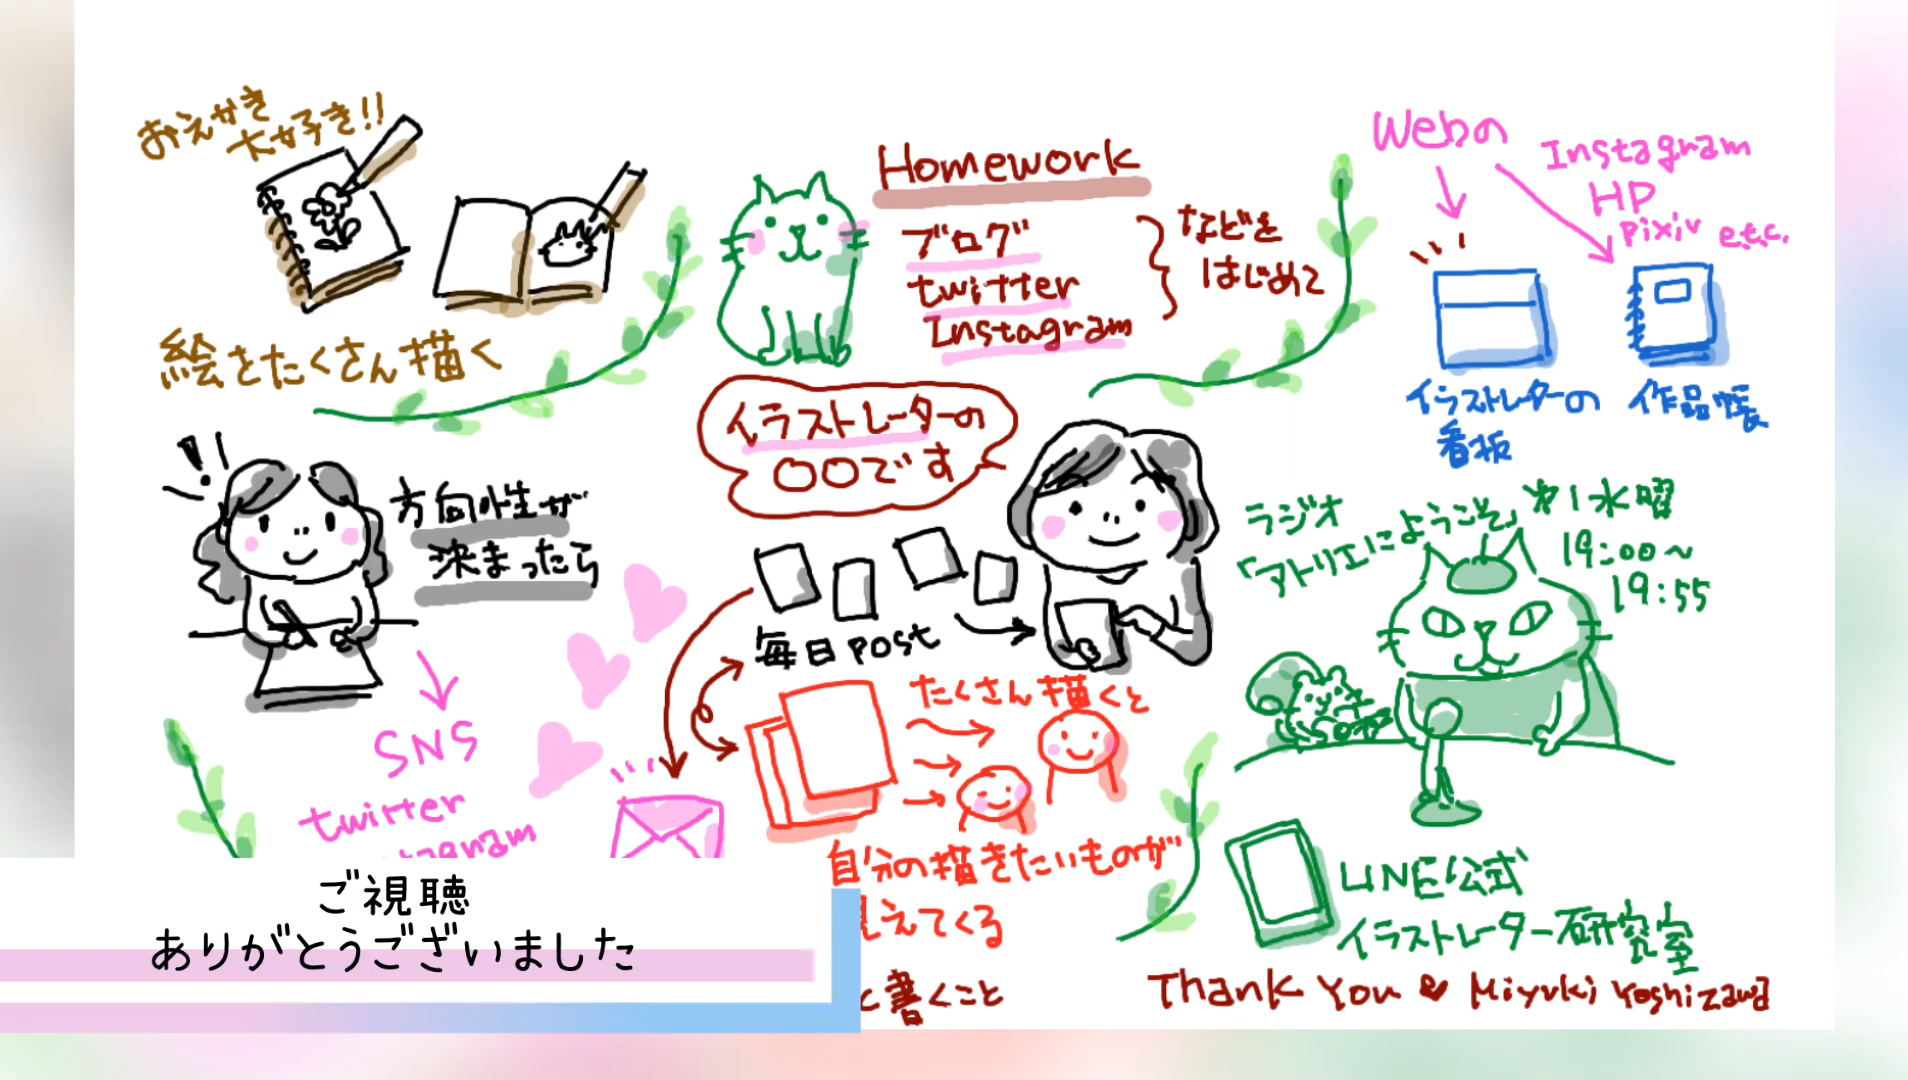 おえかき
大好き!!
絵をたくさん描く
Homework
ブログ
twitter
Instagram
などを
はじめて
Webの
Instagram
HP
pixiv e.t.c.
イラストレーターの
看板
作品帳
方向性が
決まったら
イラストレーターの
○○です
毎日post
SNS
twitter
たくさん描くと
自分の描きたいものが
見えてくる
と書くこと
ラジオ
「アトリエにようこそ」
第1水曜
19:00〜
19:55
LINE公式
イラストレーター研究室
Thank You ♥ Miyuki Yoshizawa
ご視聴
ありがとうございました